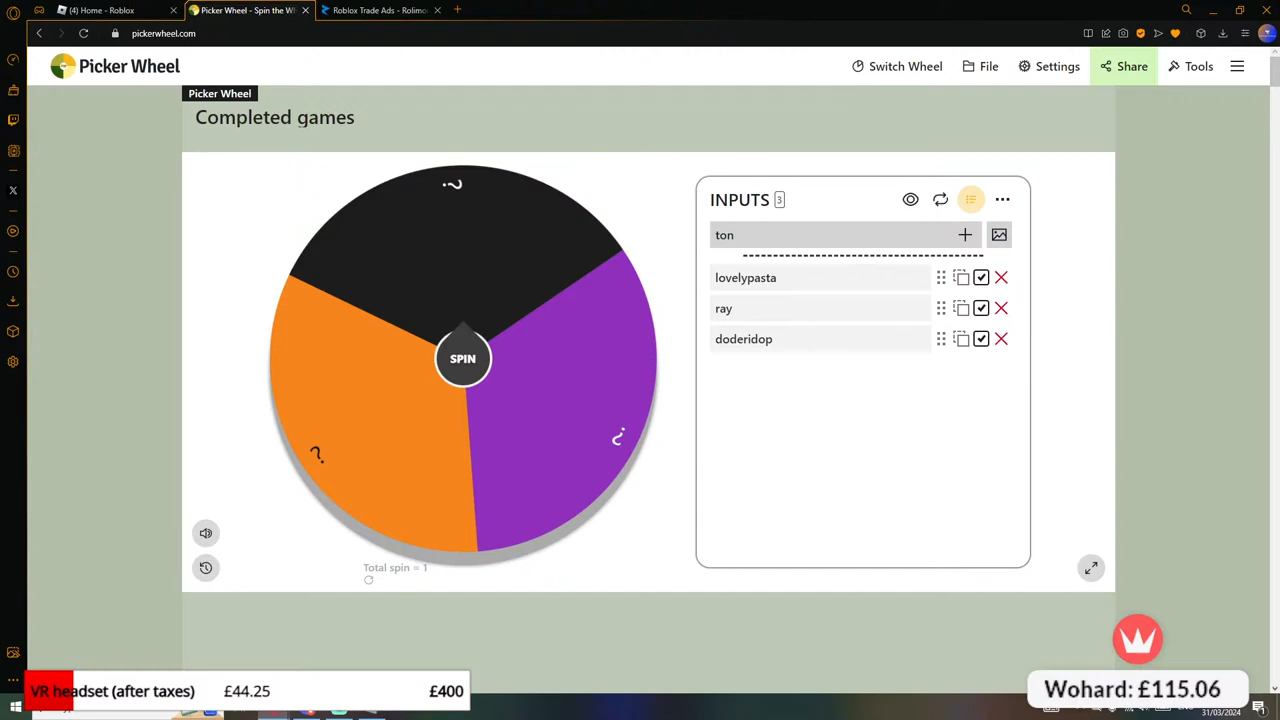 (4) Home - Roblox
Picker Wheel - Spin the Wh
Roblox Trade Ads - Rolimo
pickerwheel.com
Picker Wheel
Switch Wheel
File
Settings
Share
Tools
Picker Wheel
Completed games
?
?
?
SPIN
Total spin = 1
INPUTS 3
ton
lovelypasta
ray
doderidop
VR headset (after taxes) £44.25 £400
Wohard: £115.06
31/03/2024